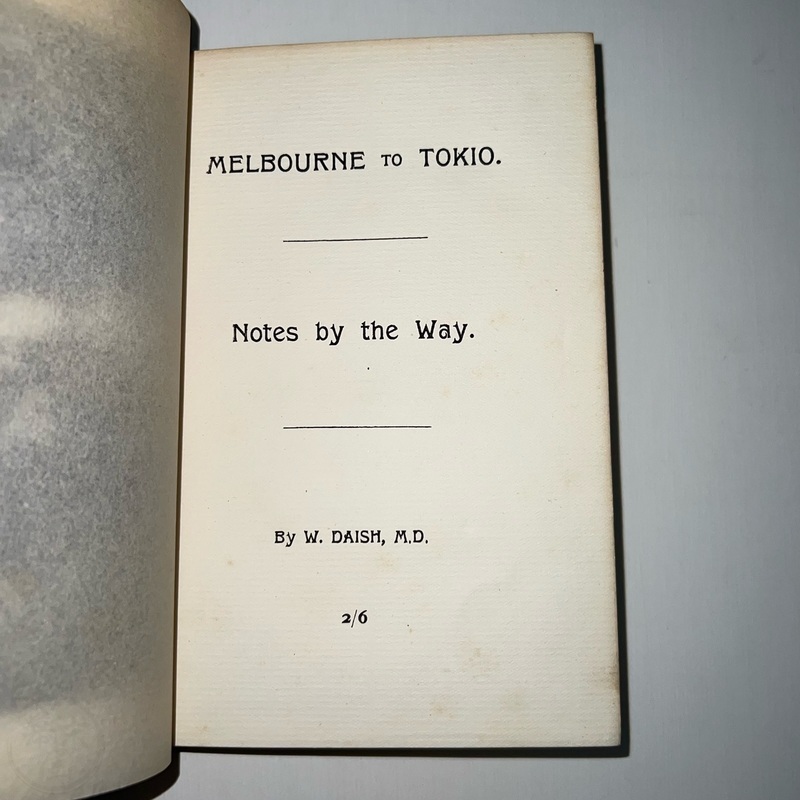 MELBOURNE TO TOKIO.
Notes by the Way.
By W. DAISH, M.D.
2/6